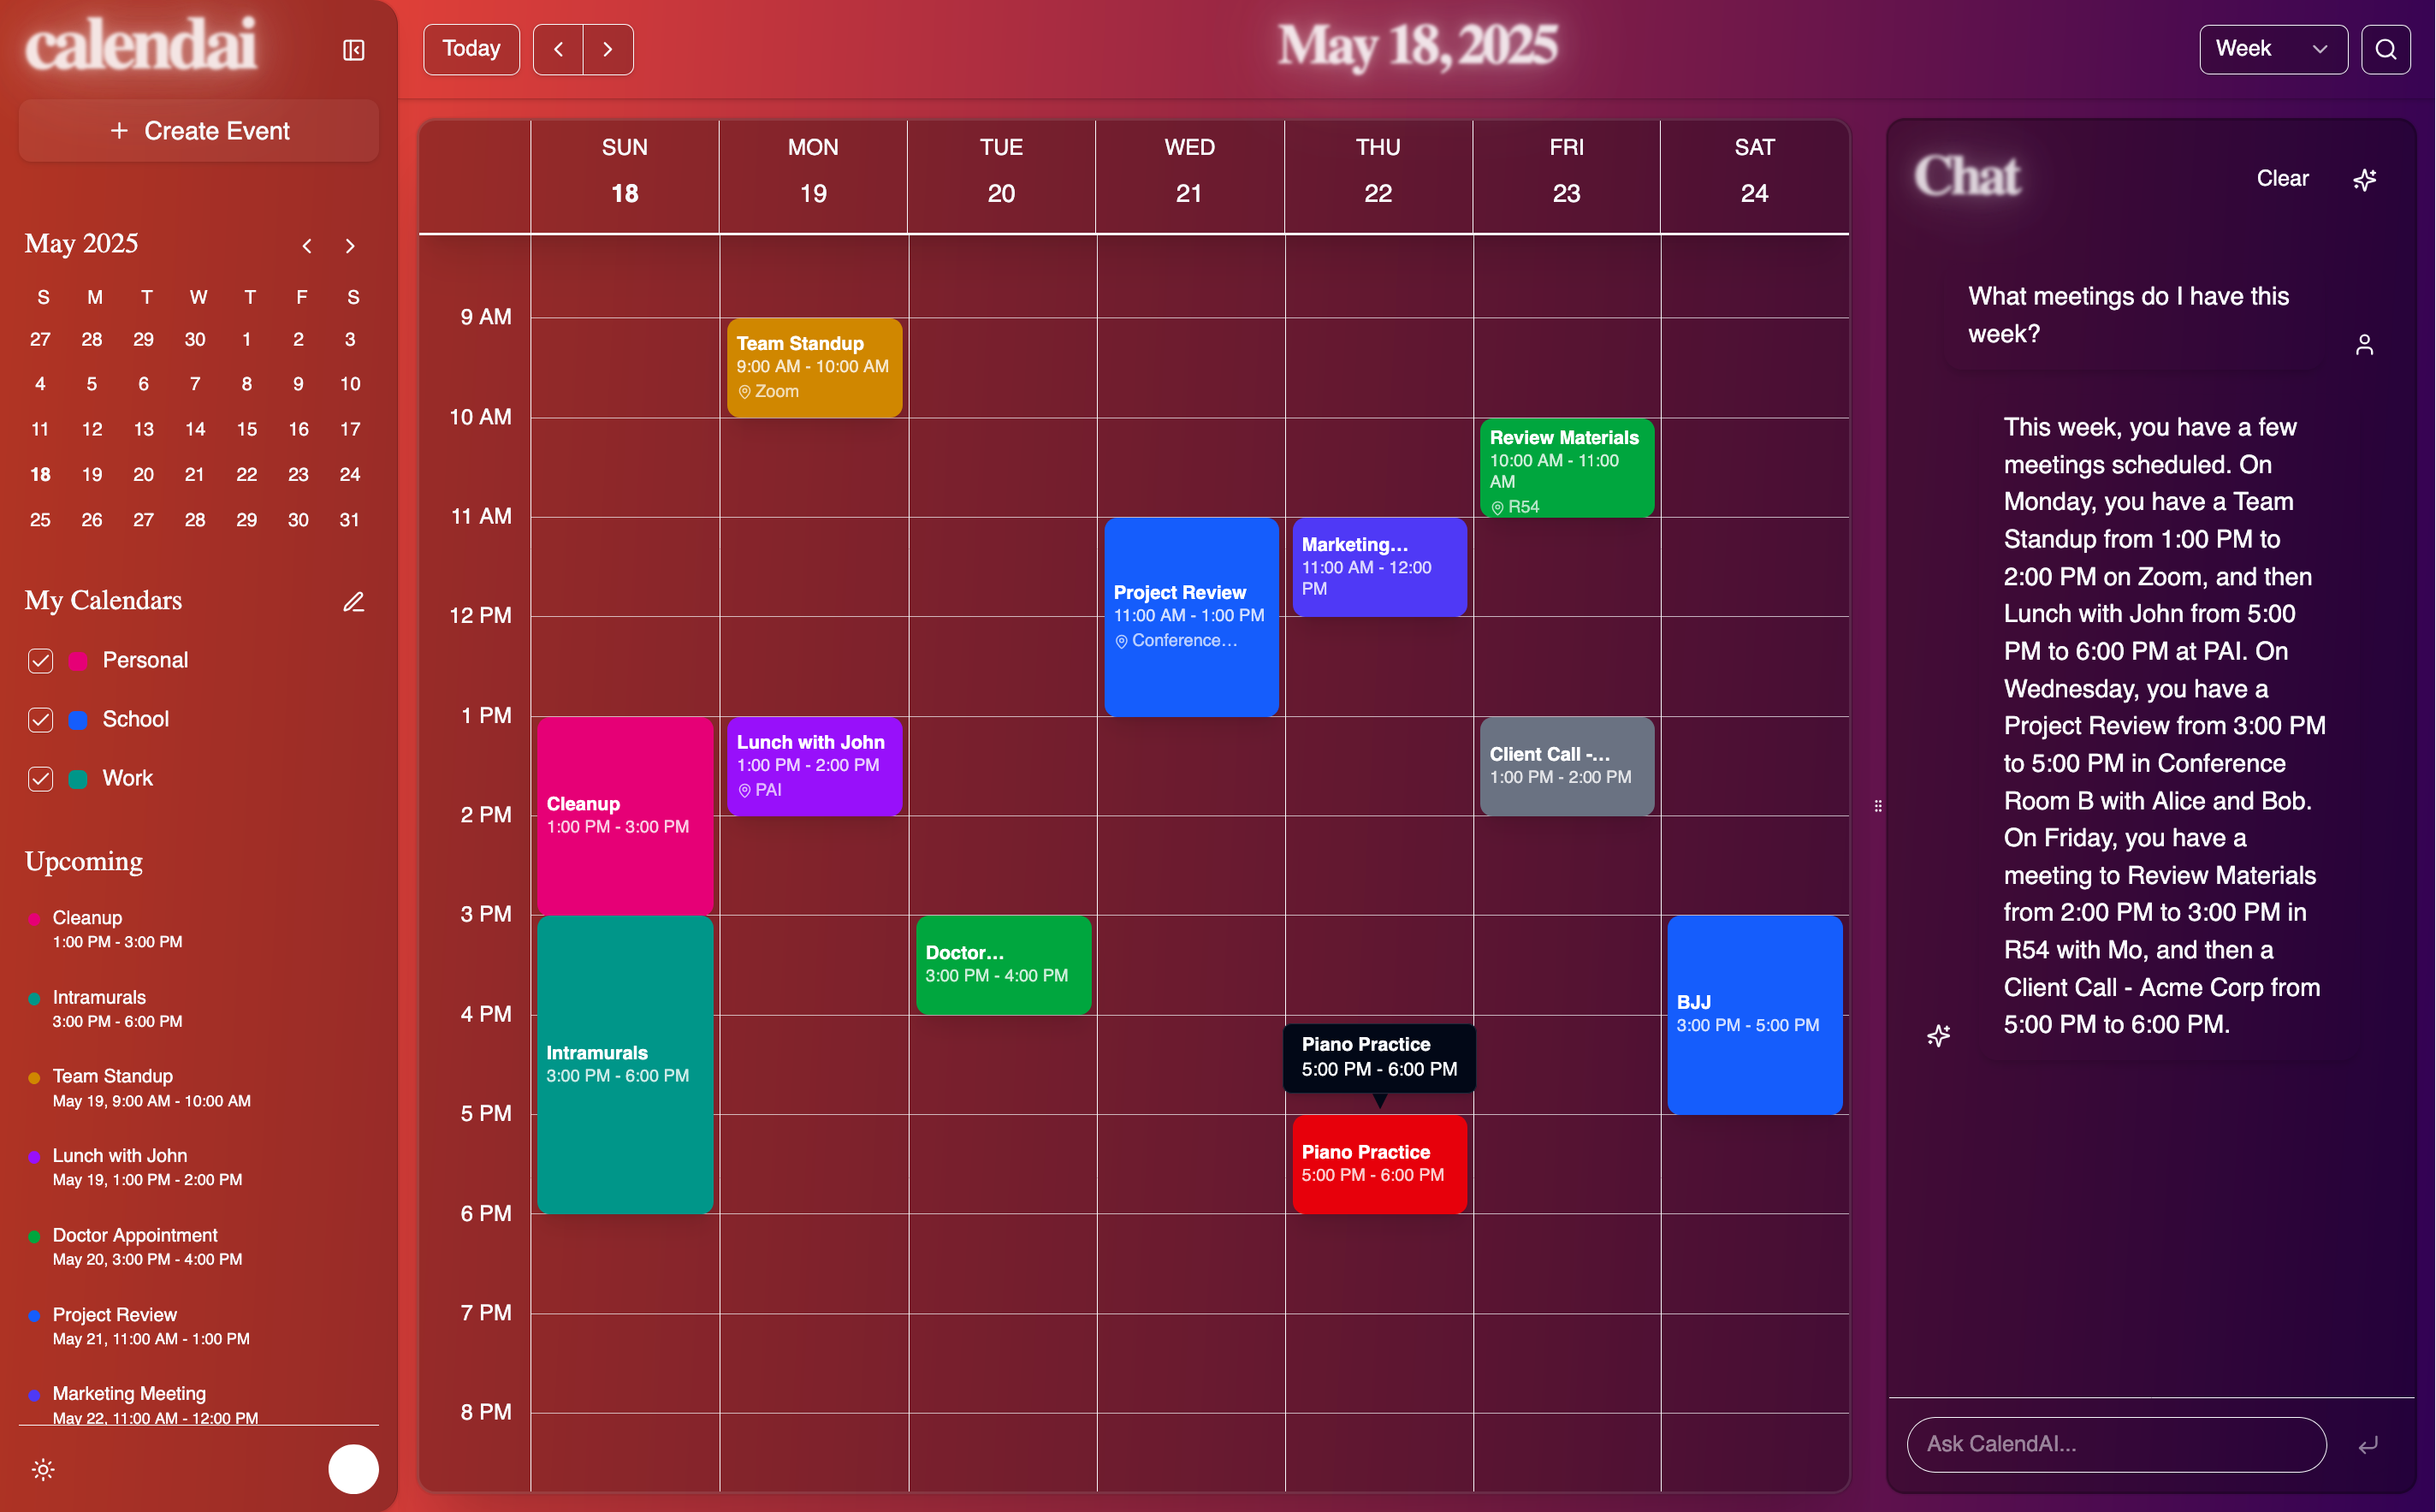 calendai
Create Event
May 2025
S M T W T F S
27 28 29 30 1 2 3
4 5 6 7 8 9 10
11 12 13 14 15 16 17
18 19 20 21 22 23 24
25 26 27 28 29 30 31
My Calendars
Personal
School
Work
Upcoming
Cleanup
1:00 PM - 3:00 PM
Intramurals
3:00 PM - 6:00 PM
Team Standup
May 19, 9:00 AM - 10:00 AM
Lunch with John
May 19, 1:00 PM - 2:00 PM
Doctor Appointment
May 20, 3:00 PM - 4:00 PM
Project Review
May 21, 11:00 AM - 1:00 PM
Marketing Meeting
May 22, 11:00 AM - 12:00 PM
Today
May 18, 2025
Week
SUN MON TUE WED THU FRI SAT
18 19 20 21 22 23 24
9 AM
10 AM
11 AM
12 PM
1 PM
2 PM
3 PM
4 PM
5 PM
6 PM
7 PM
8 PM
Cleanup
1:00 PM - 3:00 PM
Intramurals
3:00 PM - 6:00 PM
Team Standup
9:00 AM - 10:00 AM
Zoom
Lunch with John
1:00 PM - 2:00 PM
PAI
Doctor...
3:00 PM - 4:00 PM
Project Review
11:00 AM - 1:00 PM
Conference...
Marketing...
11:00 AM - 12:00
PM
Piano Practice
5:00 PM - 6:00 PM
Piano Practice
5:00 PM - 6:00 PM
Review Materials
10:00 AM - 11:00
AM
R54
Client Call -...
1:00 PM - 2:00 PM
BJJ
3:00 PM - 5:00 PM
Chat
Clear
What meetings do I have this
week?
This week, you have a few
meetings scheduled. On
Monday, you have a Team
Standup from 1:00 PM to
2:00 PM on Zoom, and then
Lunch with John from 5:00
PM to 6:00 PM at PAI. On
Wednesday, you have a
Project Review from 3:00 PM
to 5:00 PM in Conference
Room B with Alice and Bob.
On Friday, you have a
meeting to Review Materials
from 2:00 PM to 3:00 PM in
R54 with Mo, and then a
Client Call - Acme Corp from
5:00 PM to 6:00 PM.
Ask CalendAI...